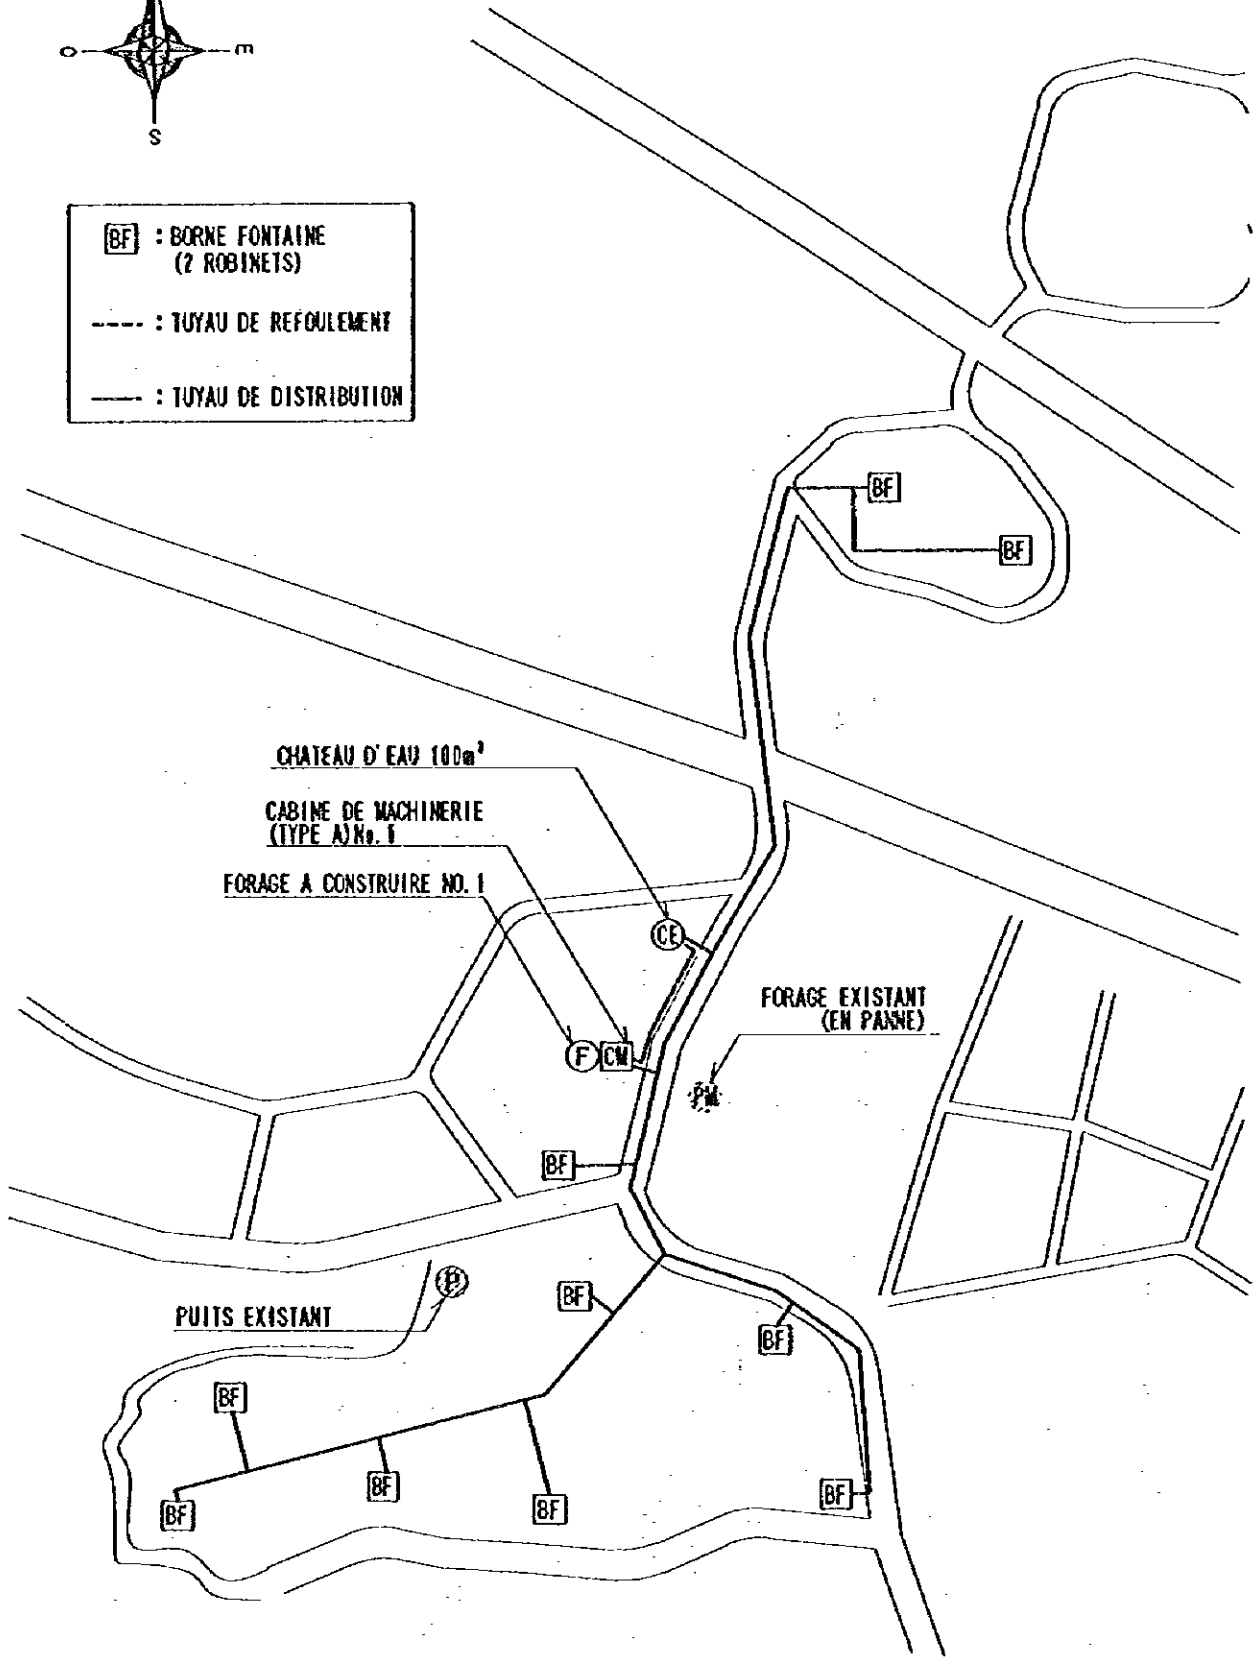 O
E
S
BF : BORNE FONTAINE
(2 ROBINETS)
---- : TUYAU DE REFOULEMENT
—— : TUYAU DE DISTRIBUTION
BF
BF
CHATEAU D'EAU 100m³
CABINE DE MACHINERIE
(TYPE A)No. 1
FORAGE A CONSTRUIRE NO. 1
CE
FORAGE EXISTANT
(EN PANNE)
F
CM
PM
BF
P
BF
PUITS EXISTANT
BF
BF
BF
BF
BF
BF